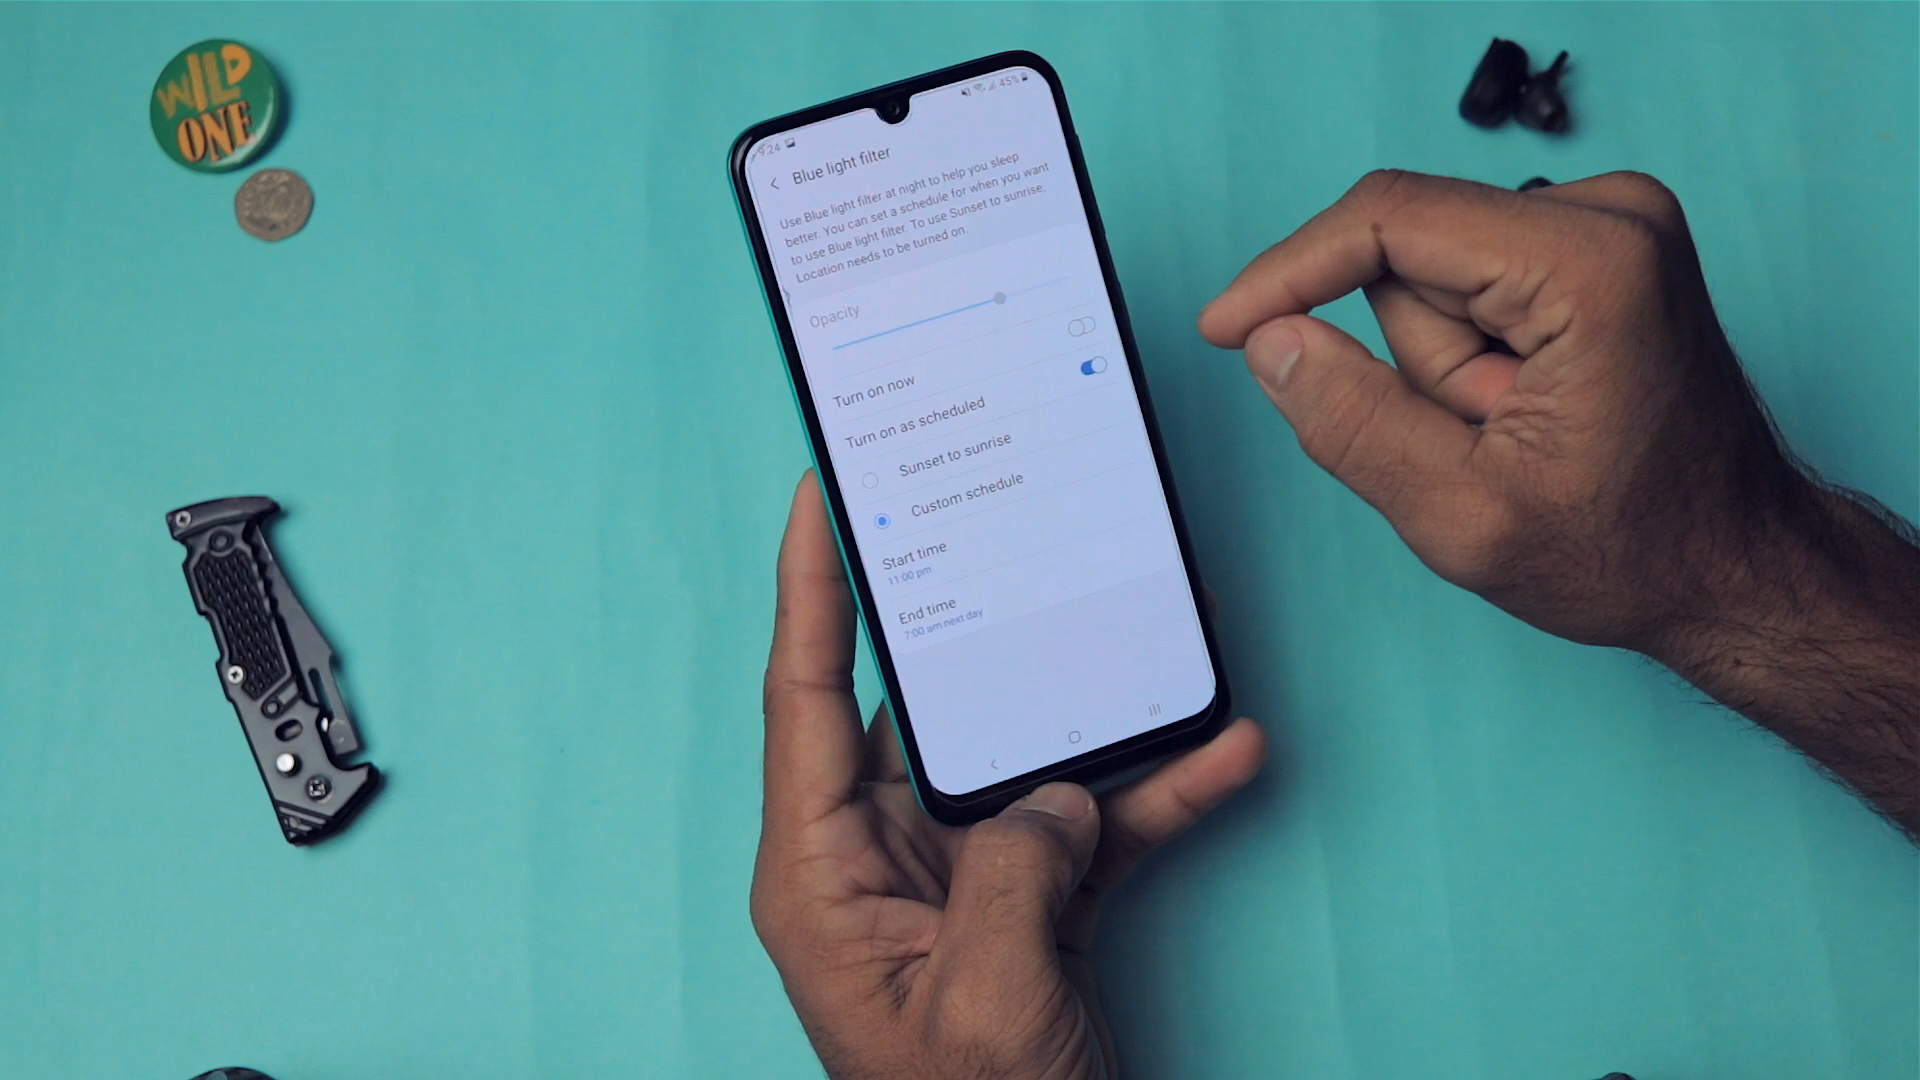 WILD
ONE
9:24
45%
Blue light filter
Use Blue light filter at night to help you sleep
better. You can set a schedule for when you want
to use Blue light filter. To use Sunset to sunrise,
Location needs to be turned on.
Opacity
Turn on now
Turn on as scheduled
Sunset to sunrise
Custom schedule
Start time
11:00 pm
End time
7:00 am next day